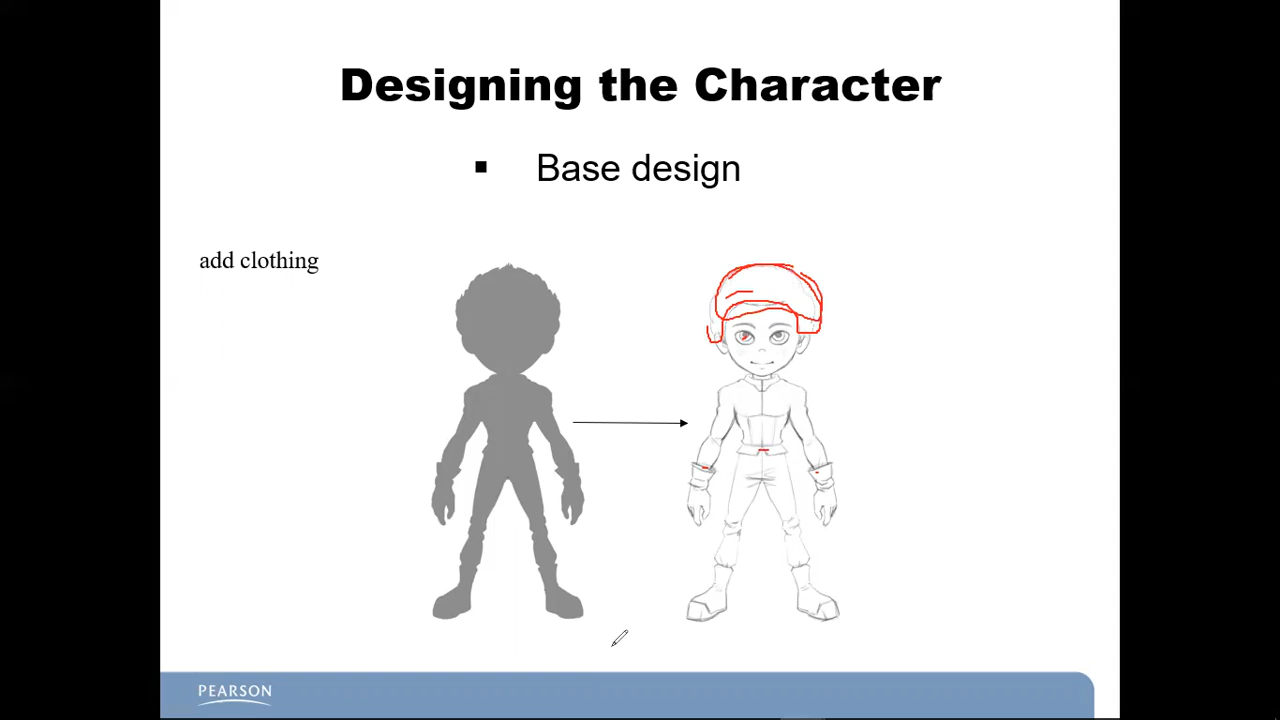 Designing the Character
▪ Base design
add clothing
PEARSON